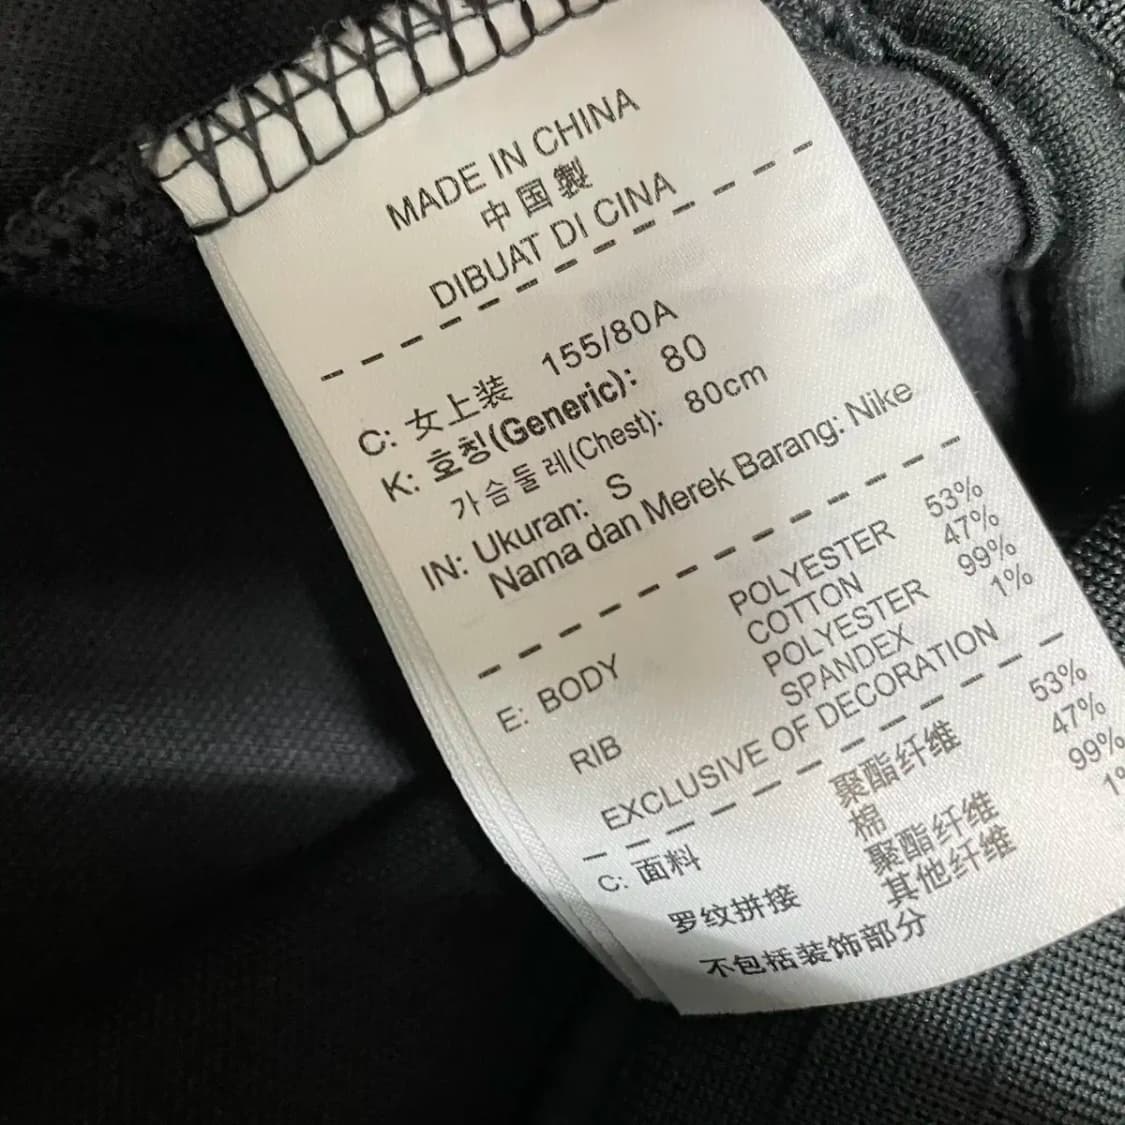 MADE IN CHINA
中国製
DIBUAT DI CINA
C: 女上装 155/80A
K: 호칭(Generic): 80
가슴둘레(Chest): 80cm
IN: Ukuran: S
Nama dan Merek Barang: Nike
E: BODY POLYESTER 53%
COTTON 47%
RIB POLYESTER 99%
SPANDEX 1%
EXCLUSIVE OF DECORATION
C: 面料 聚酯纤维 53%
棉 47%
罗纹拼接 聚酯纤维 99%
其他纤维 1%
不包括装饰部分